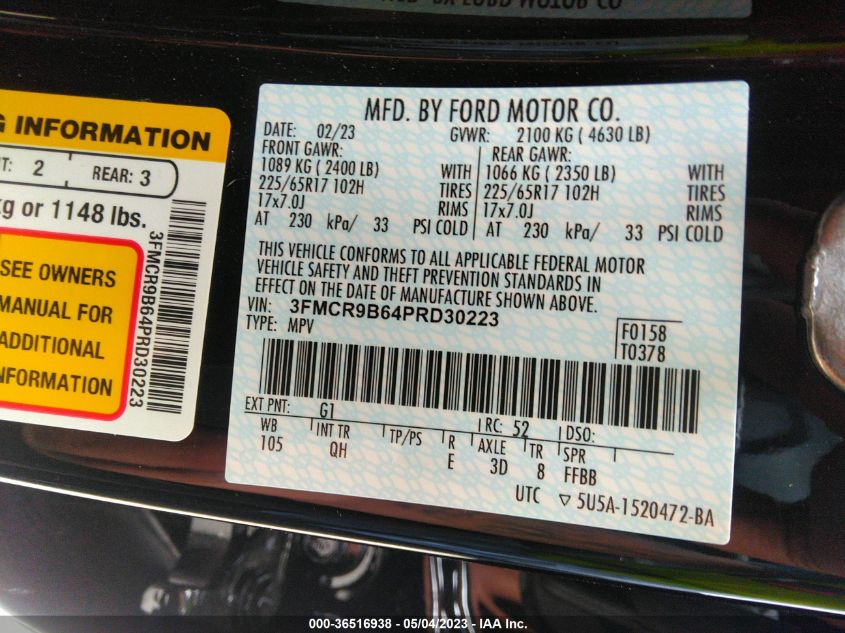 G INFORMATION
2 REAR: 3
kg or 1148 lbs.
SEE OWNERS
MANUAL FOR
ADDITIONAL
INFORMATION
3FMCR9B64PRD30223
MFD. BY FORD MOTOR CO.
DATE: 02/23 GVWR: 2100 KG ( 4630 LB)
FRONT GAWR: REAR GAWR:
1089 KG ( 2400 LB) WITH 1066 KG ( 2350 LB) WITH
225/65R17 102H TIRES 225/65R17 102H TIRES
17x7.0J RIMS 17x7.0J RIMS
AT 230 kPa/ 33 PSI COLD AT 230 kPa/ 33 PSI COLD
THIS VEHICLE CONFORMS TO ALL APPLICABLE FEDERAL MOTOR
VEHICLE SAFETY AND THEFT PREVENTION STANDARDS IN
EFFECT ON THE DATE OF MANUFACTURE SHOWN ABOVE.
VIN: 3FMCR9B64PRD30223
TYPE: MPV
F0158
T0378
EXT PNT: G1 RC: 52 DSO:
WB INT TR TP/PS R AXLE TR SPR
105 QH E 3D 8 FFBB
UTC ▽ 5U5A-1520472-BA
000-36516938 - 05/04/2023 - IAA Inc.